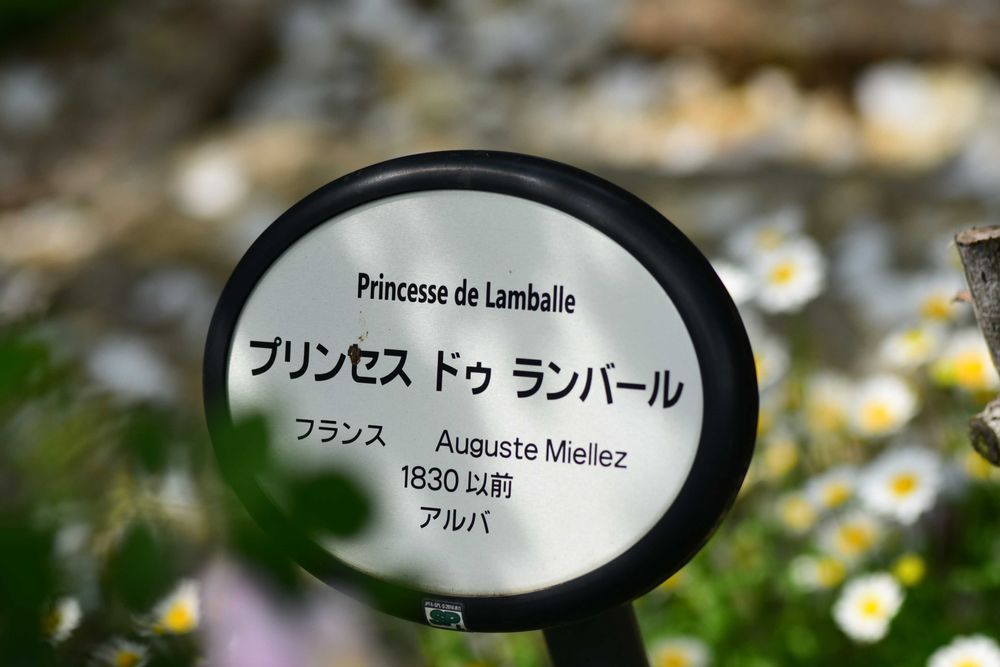 Princesse de Lamballe
プリンセス ドゥ ランバール
フランス Auguste Miellez
1830 以前
アルバ